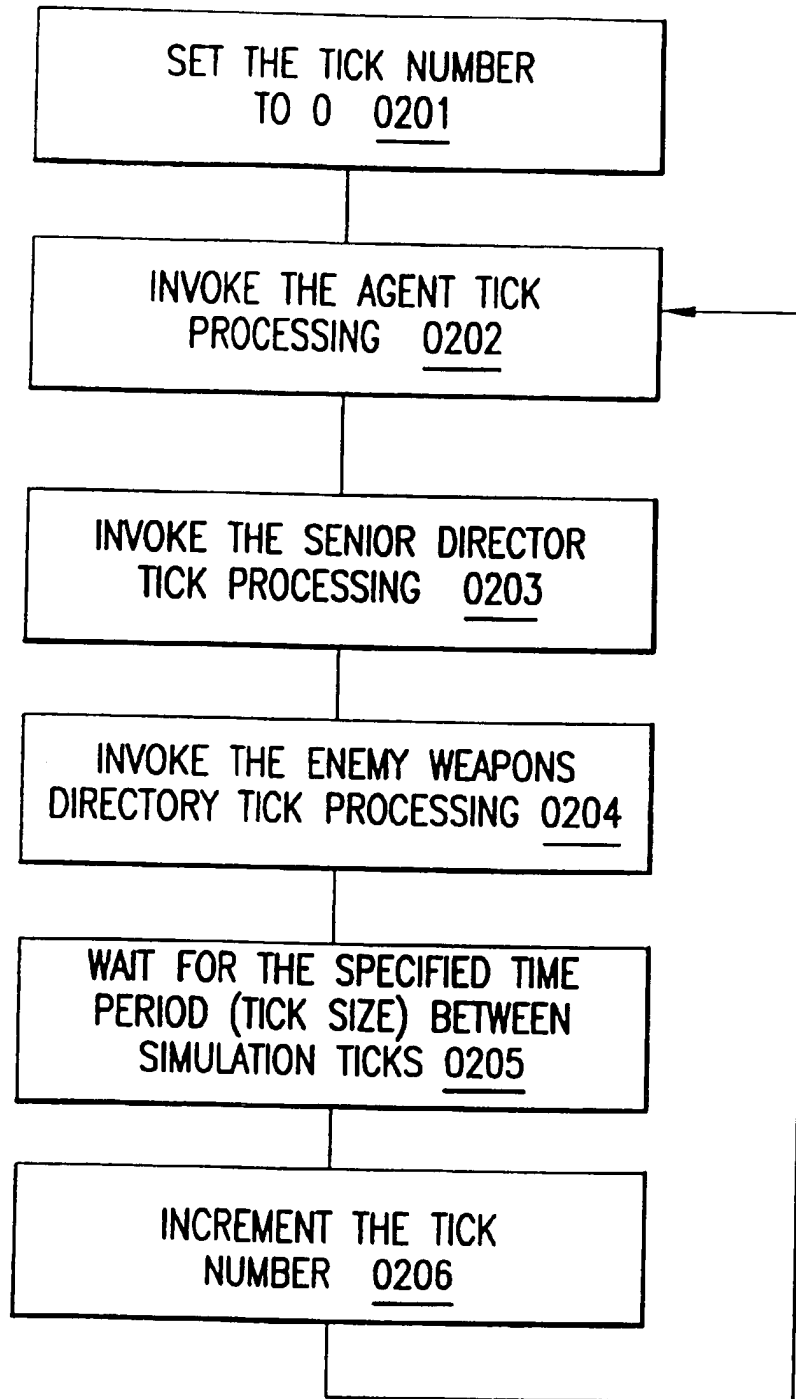 SET THE TICK NUMBER
TO 0 0201
INVOKE THE AGENT TICK
PROCESSING 0202
INVOKE THE SENIOR DIRECTOR
TICK PROCESSING 0203
INVOKE THE ENEMY WEAPONS
DIRECTORY TICK PROCESSING 0204
WAIT FOR THE SPECIFIED TIME
PERIOD (TICK SIZE) BETWEEN
SIMULATION TICKS 0205
INCREMENT THE TICK
NUMBER 0206